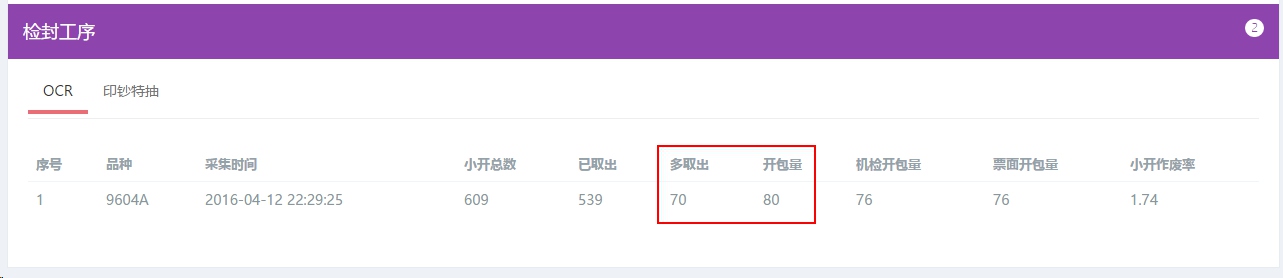 检封工序 2
OCR 印钞特抽
序号 品种 采集时间 小开总数 已取出 多取出 开包量 机检开包量 票面开包量 小开作废率
1 9604A 2016-04-12 22:29:25 609 539 70 80 76 76 1.74